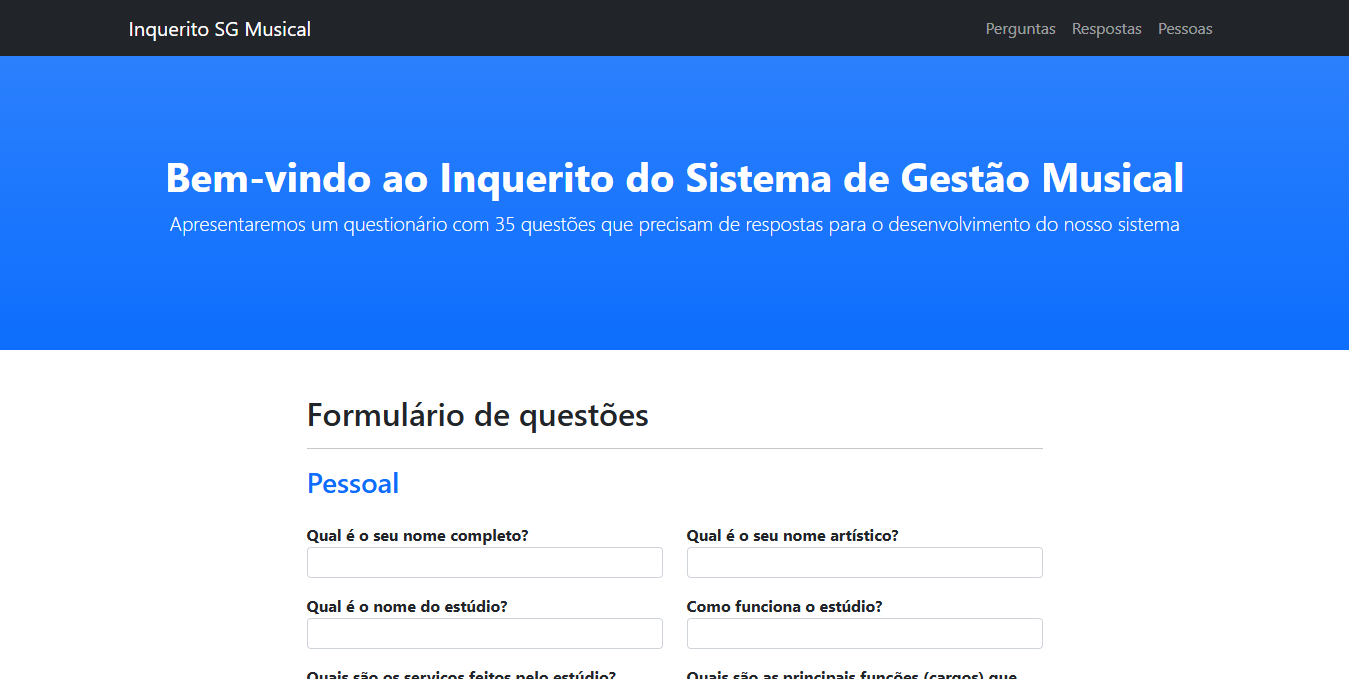 Inquerito SG Musical
Perguntas Respostas Pessoas
Bem-vindo ao Inquerito do Sistema de Gestão Musical
Apresentaremos um questionário com 35 questões que precisam de respostas para o desenvolvimento do nosso sistema
Formulário de questões
Pessoal
Qual é o seu nome completo?
Qual é o seu nome artístico?
Qual é o nome do estúdio?
Como funciona o estúdio?
Quais são os serviços feitos pelo estúdio?
Quais são as principais funções (cargos) que